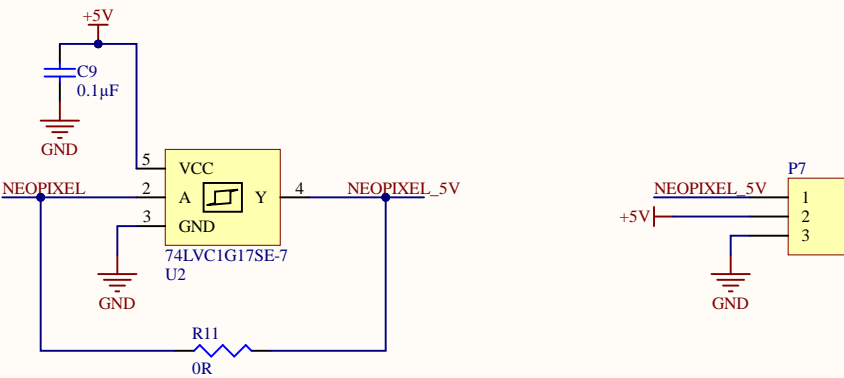 +5V
C9
0.1µF
GND
5
VCC
NEOPIXEL
2
A
Y
4
NEOPIXEL_5V
3
GND
74LVC1G17SE-7
U2
GND
R11
0R
P7
NEOPIXEL_5V
1
+5V
2
3
GND